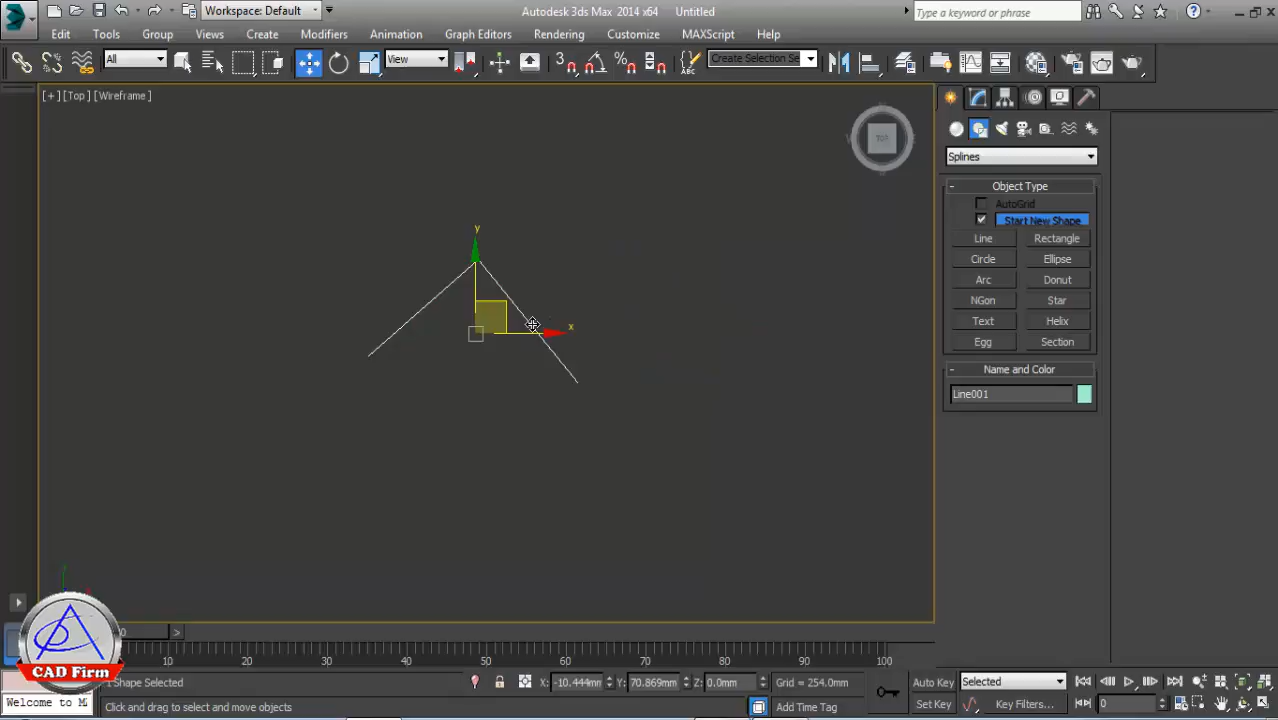 Workspace: Default
Autodesk 3ds Max 2014 x64
Untitled
Type a keyword or phrase
Edit
Tools
Group
Views
Create
Modifiers
Animation
Graph Editors
Rendering
Customize
MAXScript
Help
All
View
3
Create Selection Se
[+] [Top] [Wireframe]
TOP
y
x
Splines
- Object Type
AutoGrid
Start New Shape
Line
Rectangle
Circle
Ellipse
Arc
Donut
NGon
Star
Text
Helix
Egg
Section
- Name and Color
Line001
CAD Firm
0
10
20
30
40
50
60
70
80
90
100
1 Shape Selected
X: -10.444mm
Y: 70.869mm
Z: 0.0mm
Grid = 254.0mm
Auto Key
Selected
Welcome to M
Click and drag to select and move objects
Add Time Tag
Set Key
Key Filters...
0